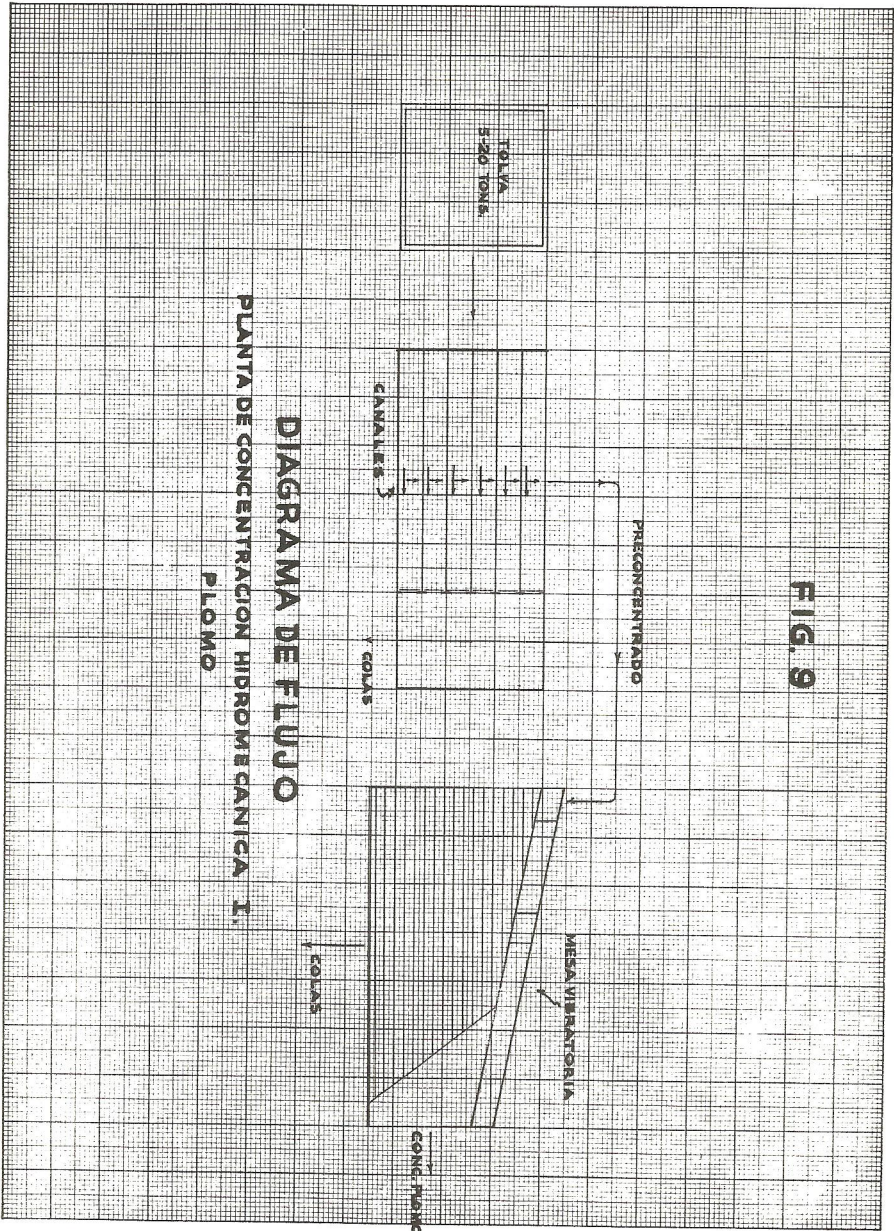 FIG. 9
TOLVA
5-20 TONS.
PRECONCENTRADO
CANALES
COLAS
MESA VIBRATORIA
COLAS
CONC. PLOMO
DIAGRAMA DE FLUJO
PLANTA DE CONCENTRACION HIDROMECANICA I.
PLOMO